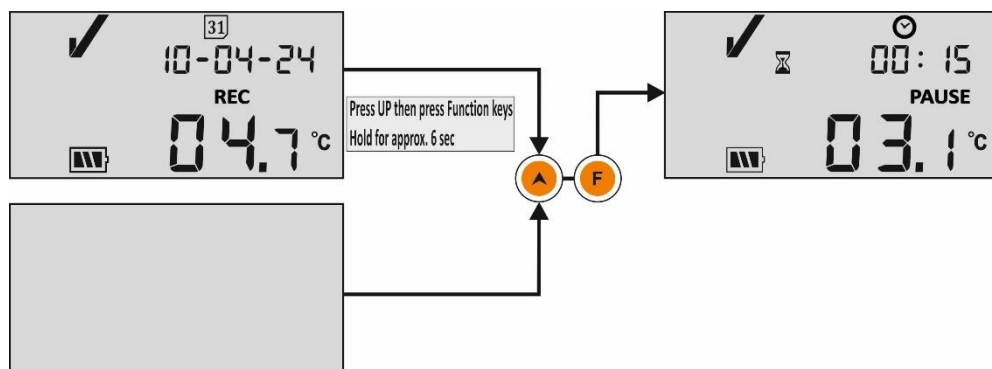 31
10-04-24
REC
04.7 °C
Press UP then press Function keys
Hold for approx. 6 sec
F
00:15
PAUSE
03.1 °C